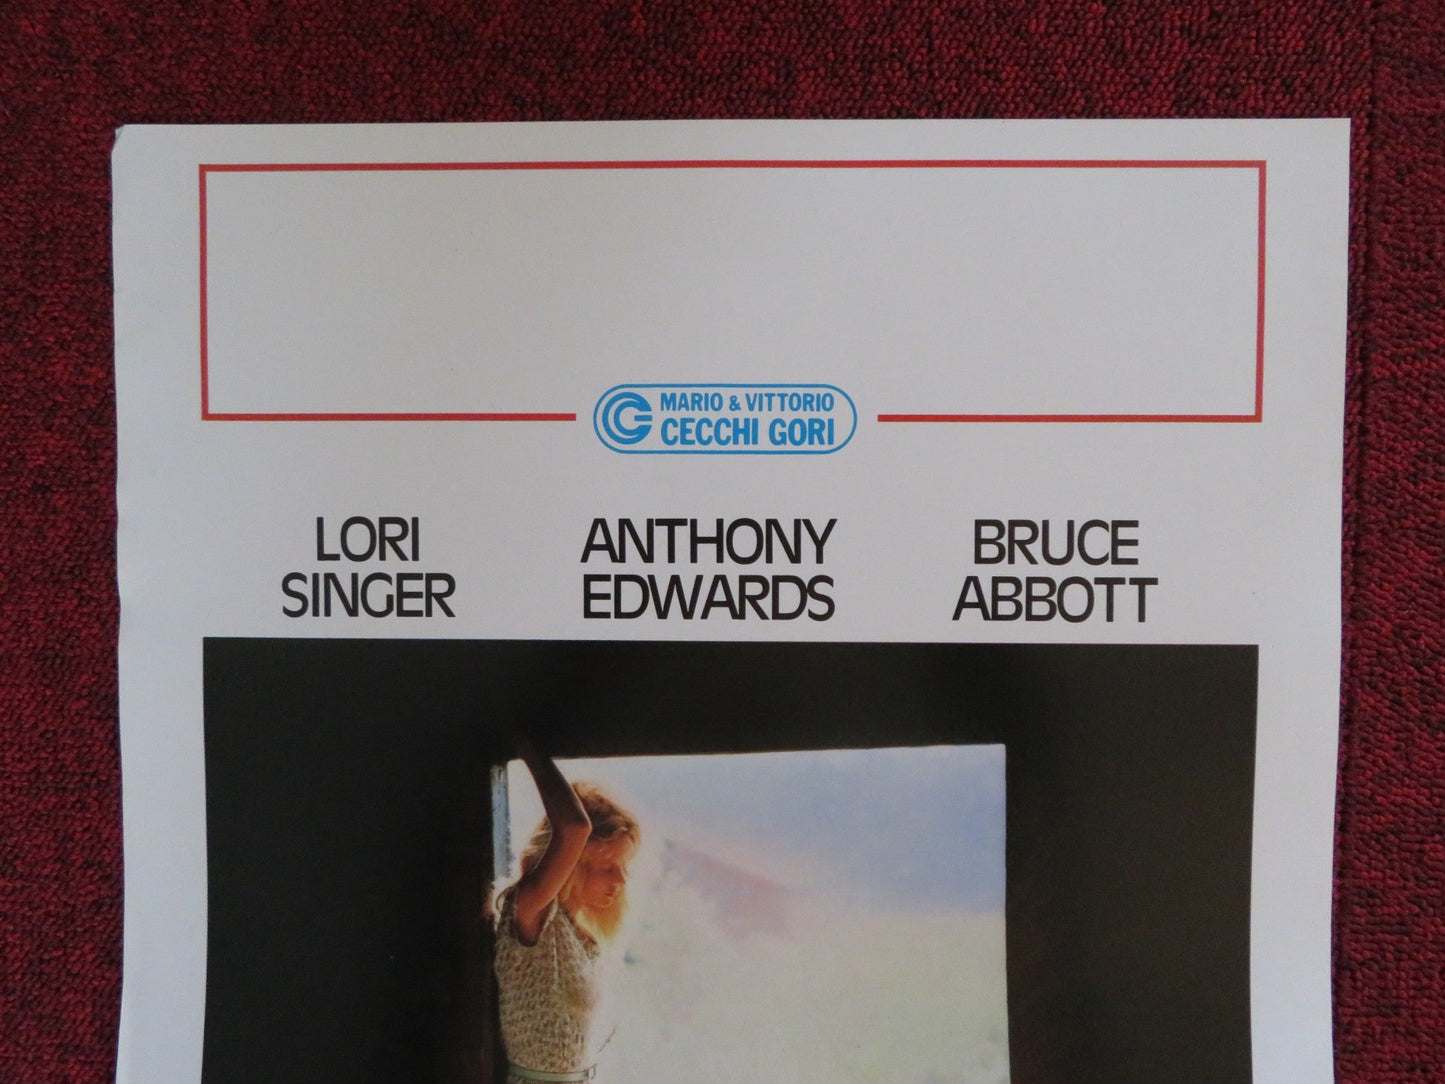 MARIO & VITTORIO
CECCHI GORI
LORI
SINGER
ANTHONY
EDWARDS
BRUCE
ABBOTT